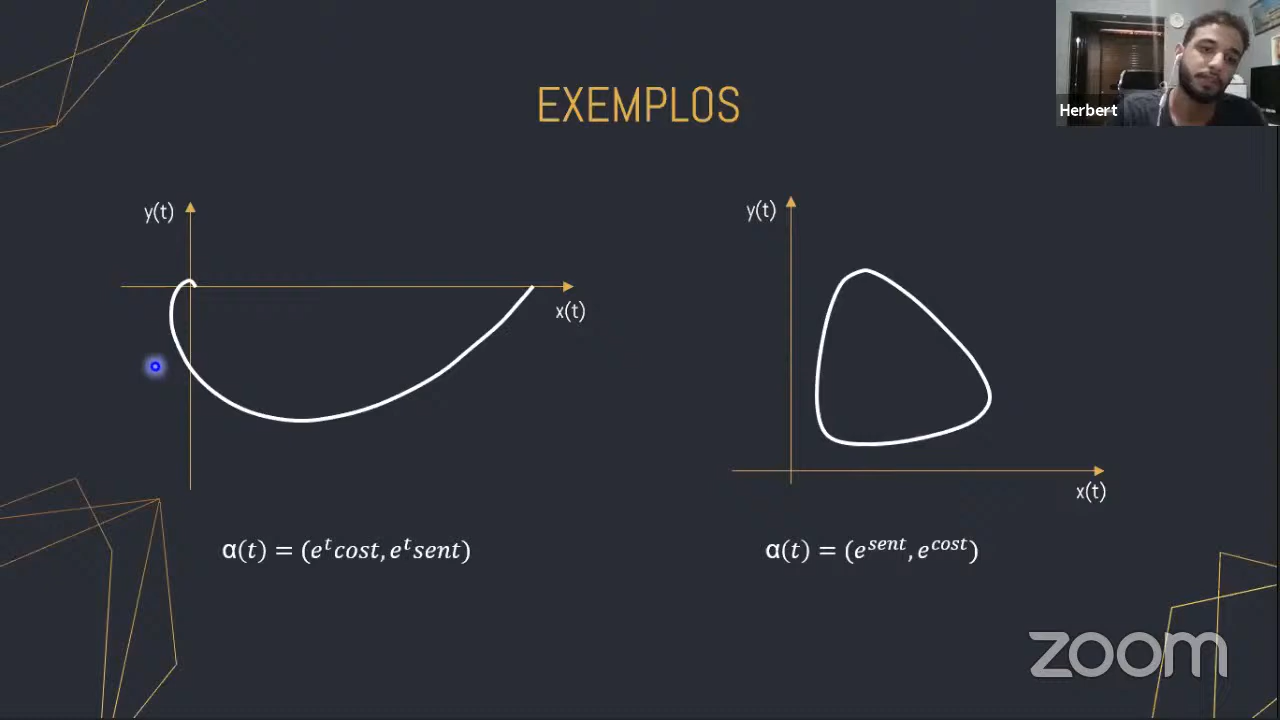 Herbert
EXEMPLOS
y(t)
x(t)
α(t) = (e^t cost, e^t sent)
y(t)
x(t)
α(t) = (e^sent, e^cost)
zoom